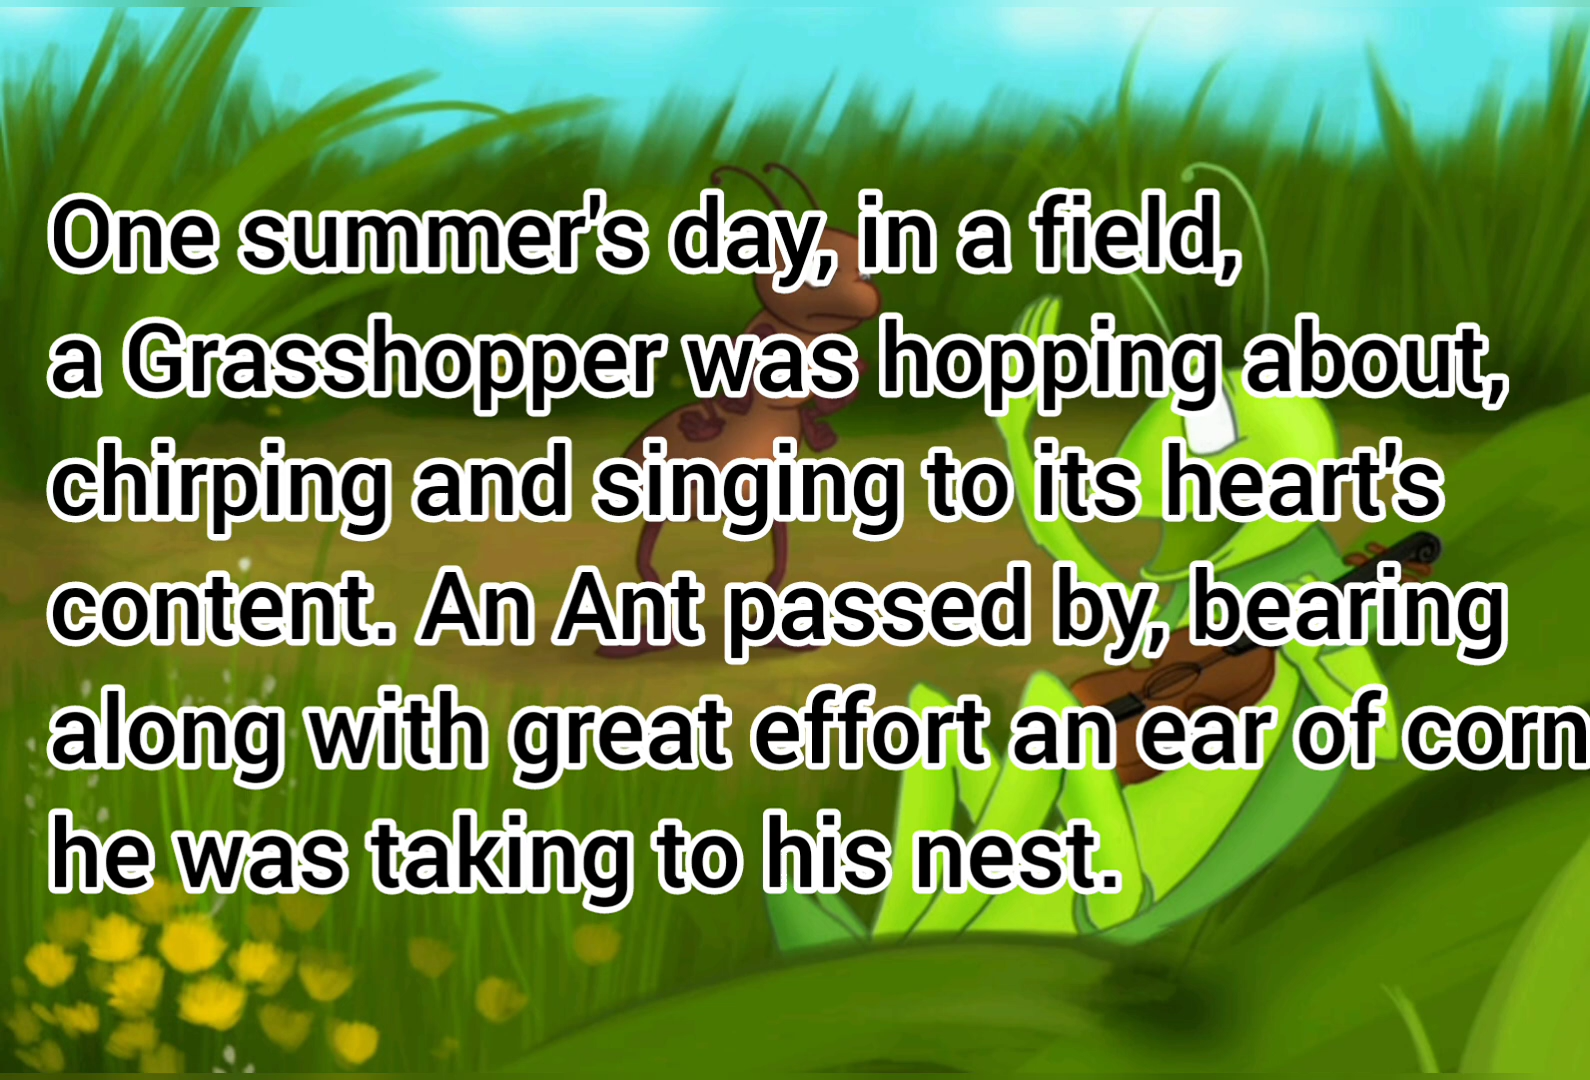 One summer's day, in a field,
a Grasshopper was hopping about,
chirping and singing to its heart's
content. An Ant passed by, bearing
along with great effort an ear of corn
he was taking to his nest.